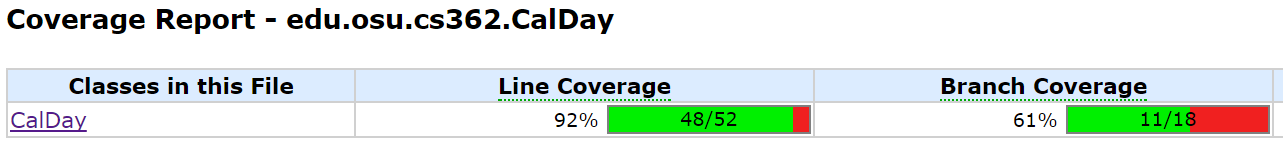 Coverage Report - edu.osu.cs362.CalDay
Classes in this File Line Coverage Branch Coverage
CalDay 92% 48/52 61% 11/18